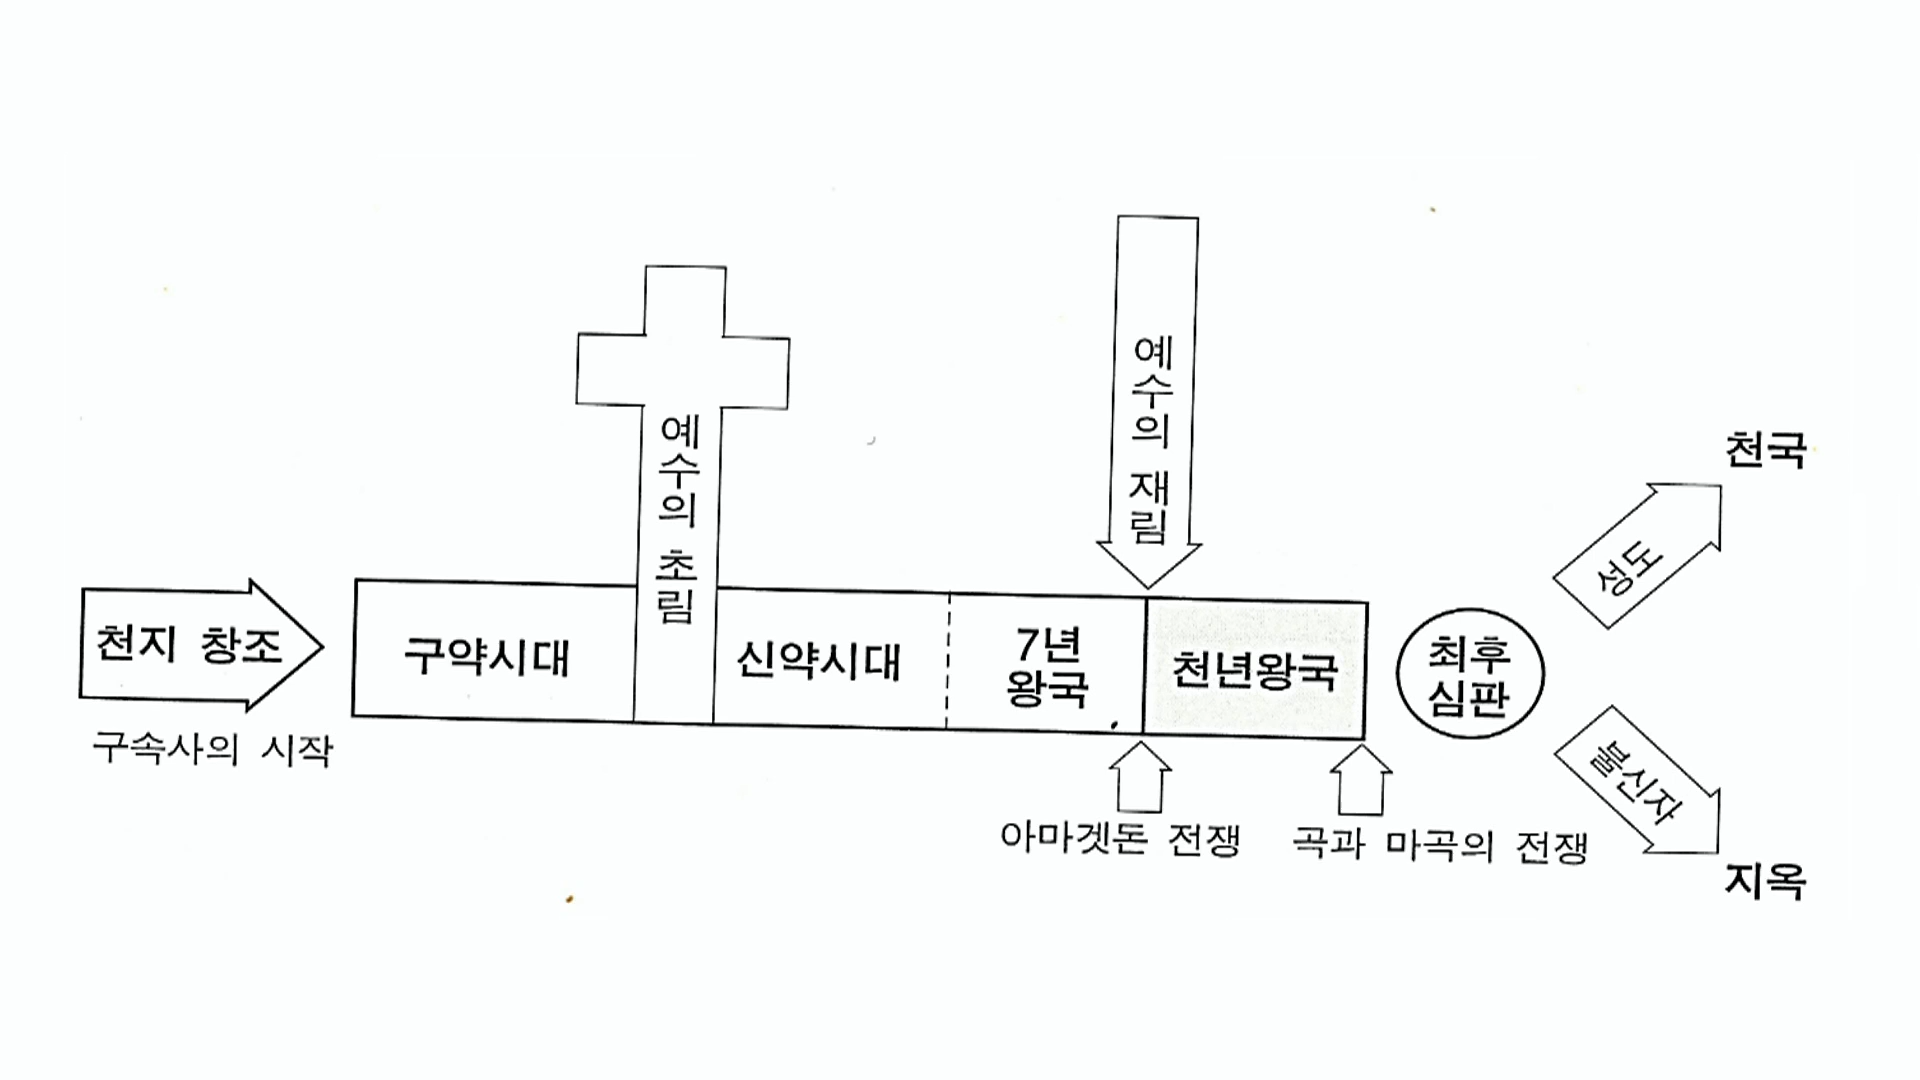 천지 창조
구속사의 시작
구약시대
예수의 초림
신약시대
7년
왕국
예수의 재림
천년왕국
아마겟돈 전쟁
곡과 마곡의 전쟁
최후
심판
성도
천국
불신자
지옥